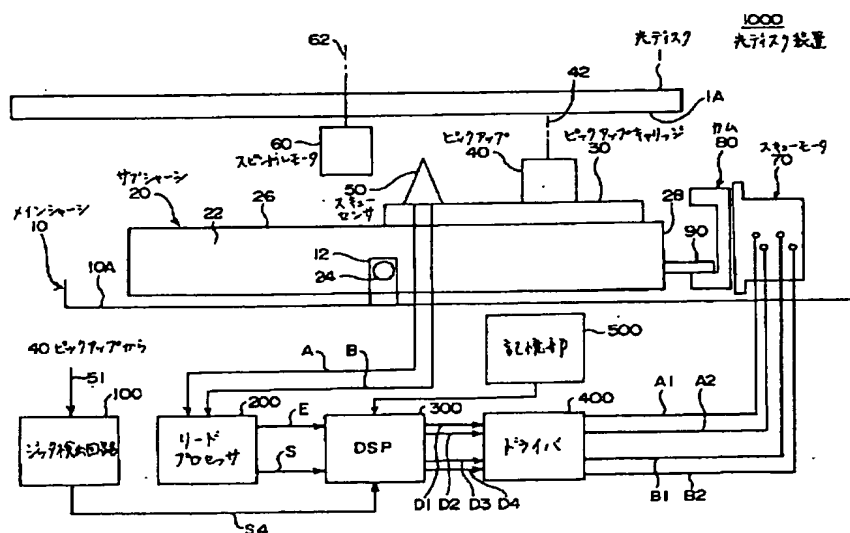 1000
光ディスク装置
光ディスク
1
62
42
1A
60
スピンドルモータ
ピックアップ
40
ピックアップキャリッジ
30
カム
80
スキューモータ
70
50
スキュー
センサ
サブシャーシ
20
22
26
28
90
メインシャーシ
10
10A
12
24
40 ピックアップから
51
A
B
500
記憶部
100
ジッタ検出回路
200
リード
プロセッサ
E
S
300
DSP
D1
D2
D3
D4
400
ドライバ
A1
A2
B1
B2
S4